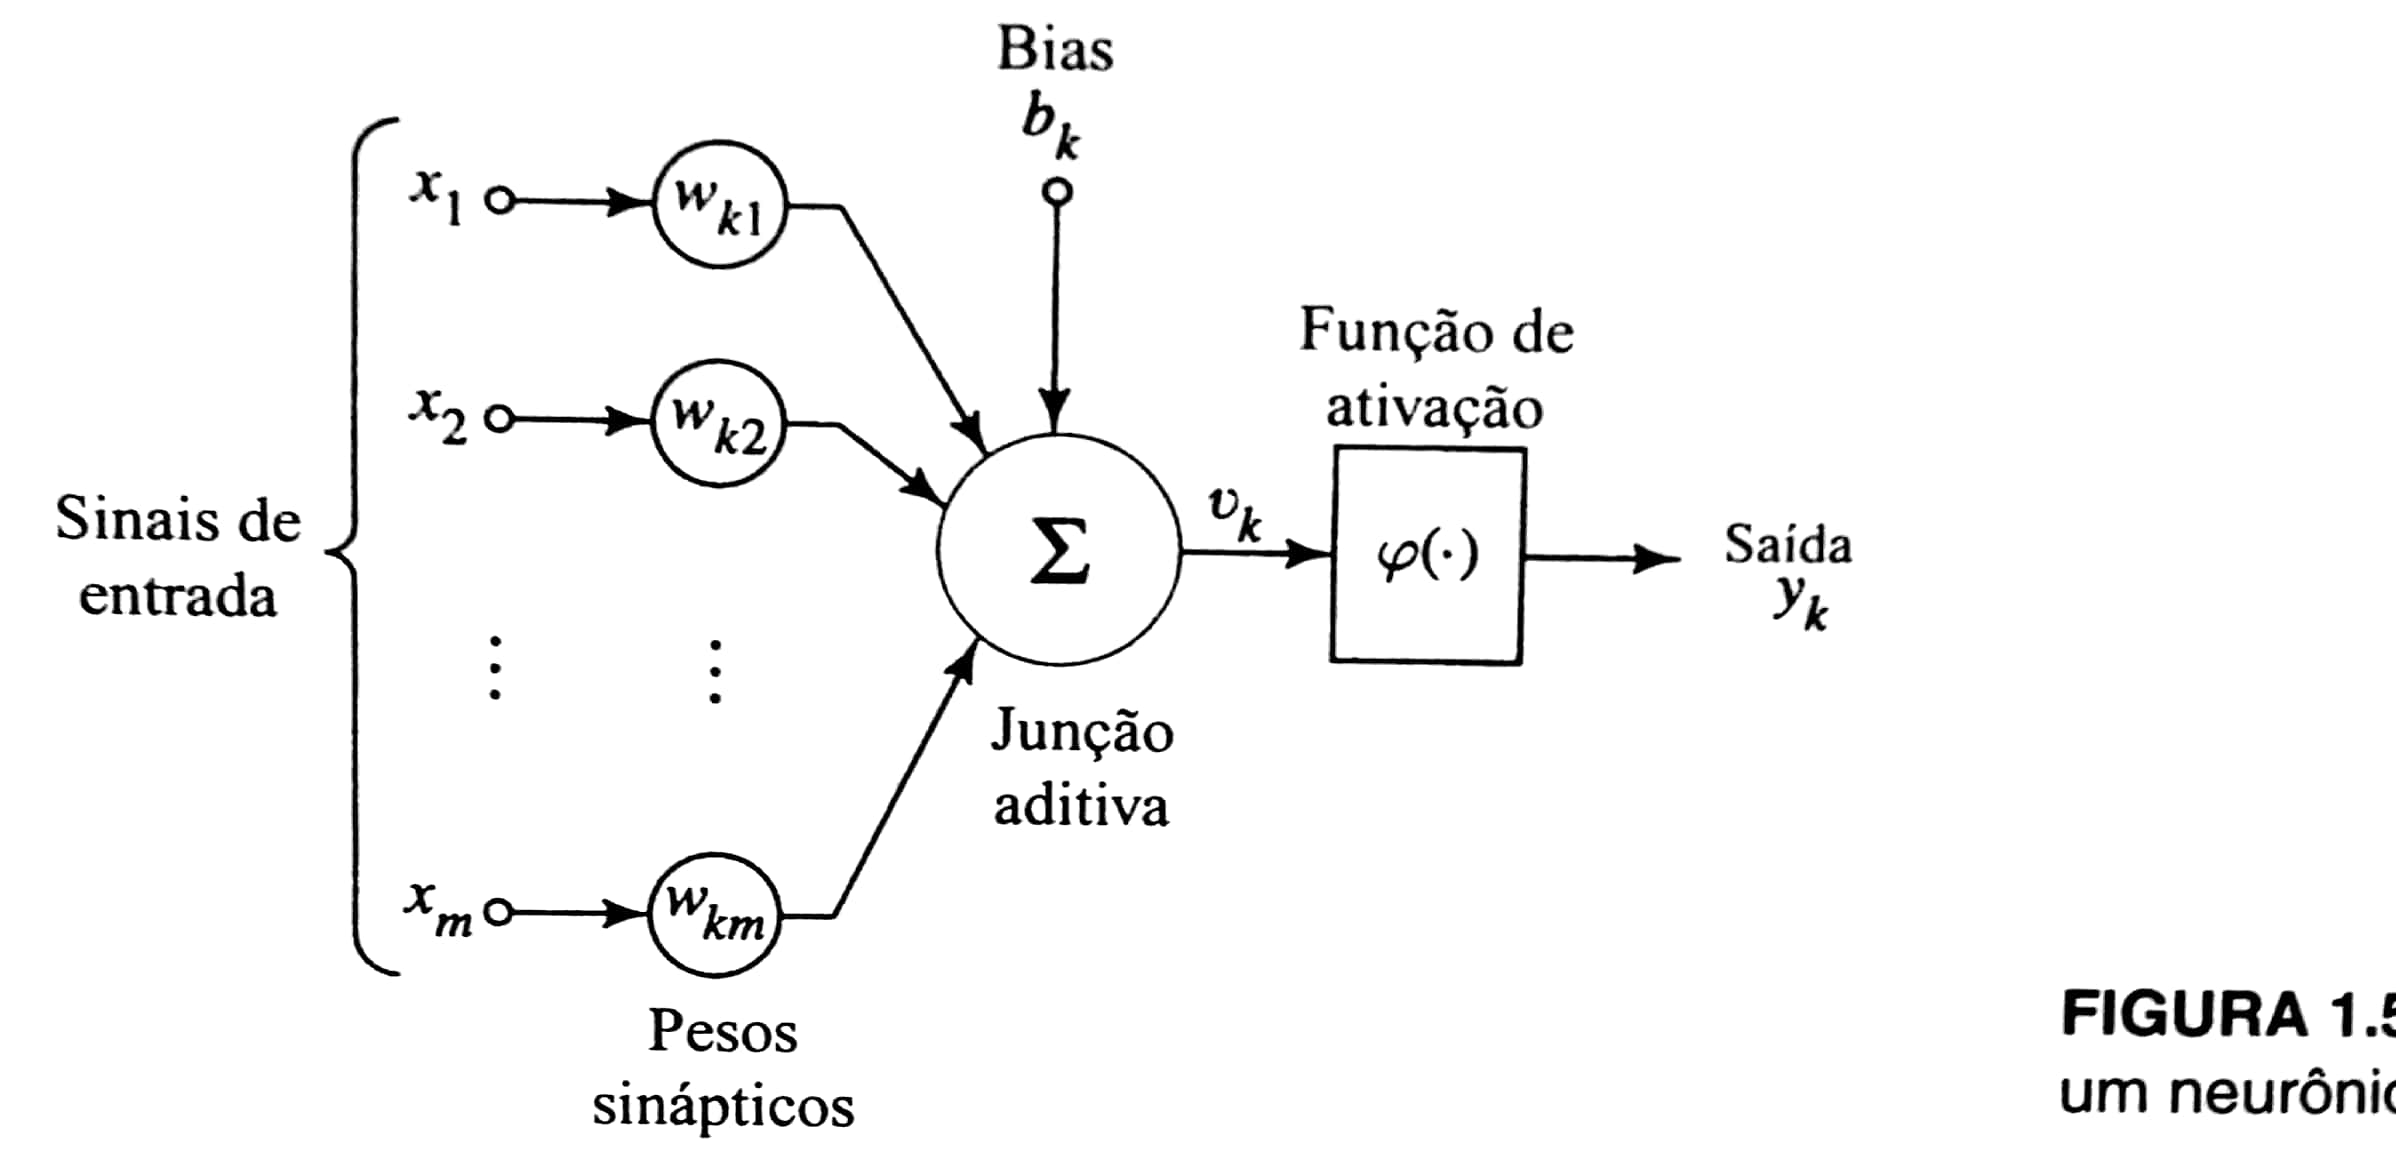 Bias
b_k
x_1
w_k1
Função de
ativação
x_2
w_k2
Sinais de
entrada
Σ
v_k
φ(·)
Saída
y_k
⋮ ⋮
Junção
aditiva
x_m
w_km
Pesos
sinápticos
FIGURA 1.5
um neurôni